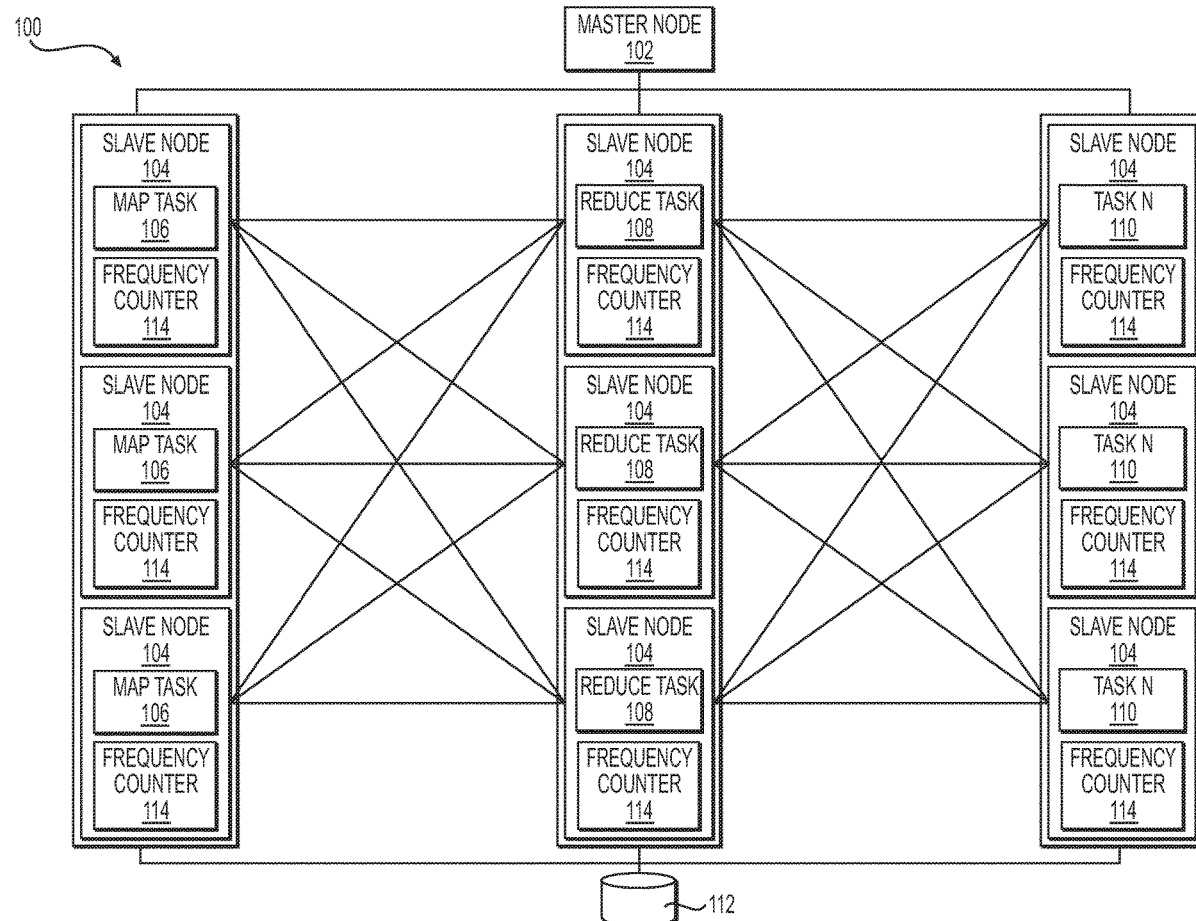 100
MASTER NODE
102
SLAVE NODE
104
MAP TASK
106
FREQUENCY
COUNTER
114
SLAVE NODE
104
MAP TASK
106
FREQUENCY
COUNTER
114
SLAVE NODE
104
MAP TASK
106
FREQUENCY
COUNTER
114
SLAVE NODE
104
REDUCE TASK
108
FREQUENCY
COUNTER
114
SLAVE NODE
104
REDUCE TASK
108
FREQUENCY
COUNTER
114
SLAVE NODE
104
REDUCE TASK
108
FREQUENCY
COUNTER
114
SLAVE NODE
104
TASK N
110
FREQUENCY
COUNTER
114
SLAVE NODE
104
TASK N
110
FREQUENCY
COUNTER
114
SLAVE NODE
104
TASK N
110
FREQUENCY
COUNTER
114
112